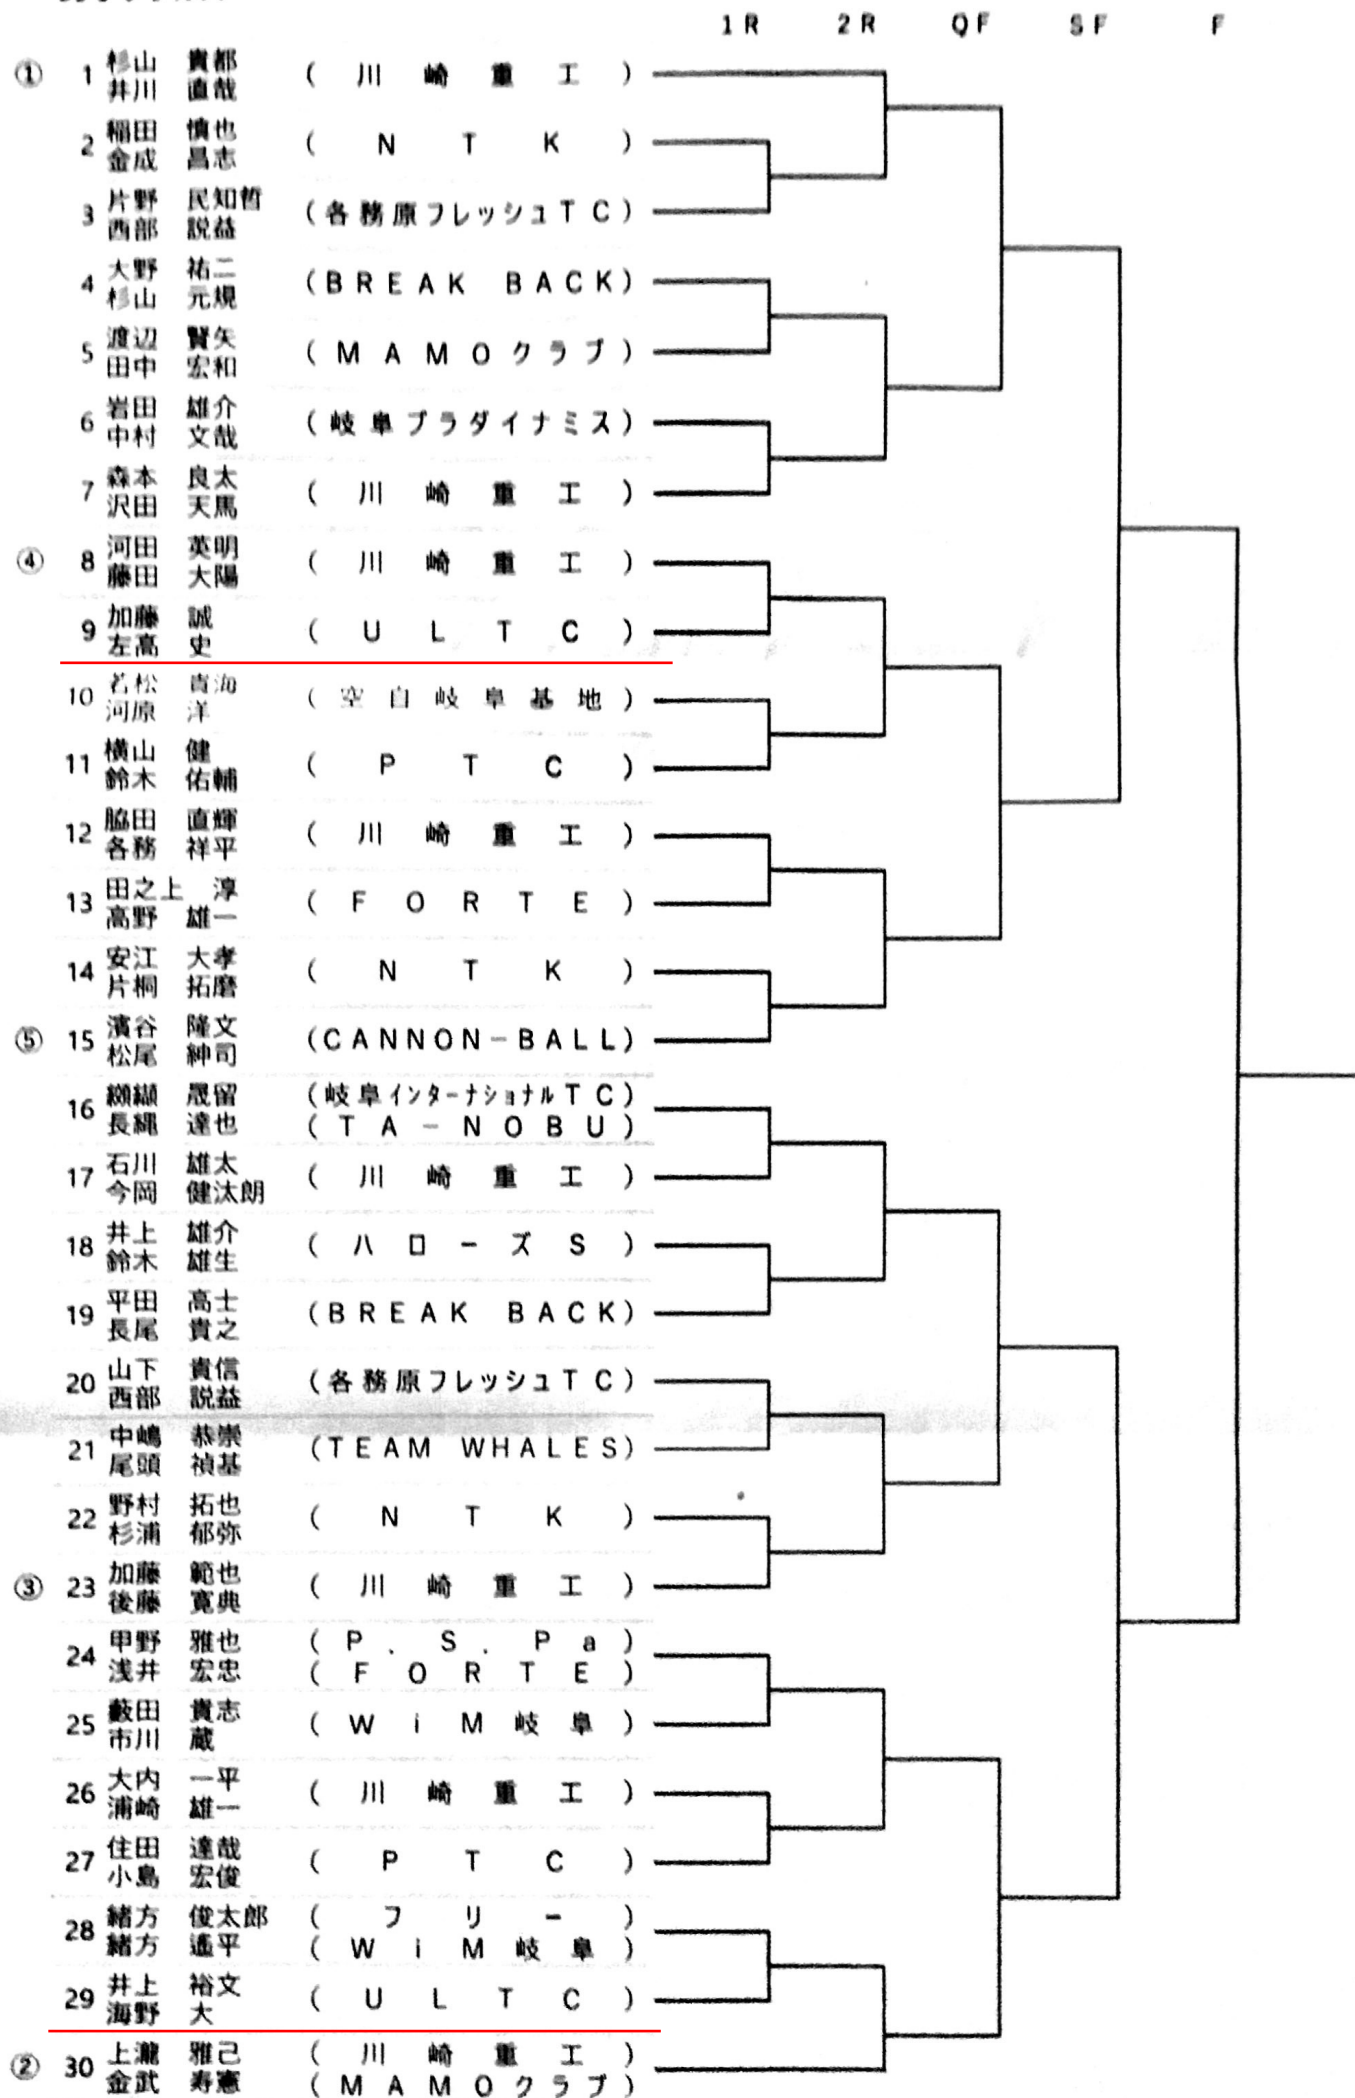 1R 2R QF SF F
① 1 杉山 貴都 (川崎重工)
井川 直哉
2 稲田 慎也 (NTK)
金成 昌志
3 片野 民知哲 (各務原フレッシュTC)
西部 説益
4 大野 祐二 (BREAK BACK)
杉山 元規
5 渡辺 賢矢 (MAMOクラブ)
田中 宏和
6 岩田 雄介 (岐阜プラダイナミス)
中村 文哉
7 森本 良太 (川崎重工)
沢田 天馬
④ 8 河田 英明 (川崎重工)
藤田 大陽
9 加藤 誠 (ULTC)
左高 史
10 若松 貴海 (空自岐阜基地)
河原 洋
11 横山 健 (PTC)
鈴木 佑輔
12 脇田 直輝 (川崎重工)
各務 祥平
13 田之上 淳 (FORTE)
高野 雄一
14 安江 大孝 (NTK)
片桐 拓磨
⑤ 15 濱谷 隆文 (CANNON-BALL)
松尾 紳司
16 纐纈 晟留 (岐阜インターナショナルTC)
長縄 達也 (TA-NOBU)
17 石川 雄太 (川崎重工)
今岡 健汰朗
18 井上 雄介 (ハローズS)
鈴木 雄生
19 平田 高士 (BREAK BACK)
長尾 貴之
20 山下 貴信 (各務原フレッシュTC)
西部 説益
21 中嶋 恭崇 (TEAM WHALES)
尾頭 禎基
22 野村 拓也 (NTK)
杉浦 郁弥
③ 23 加藤 範也 (川崎重工)
後藤 寛典
24 甲野 雅也 (P.S.Pa)
浅井 宏忠 (FORTE)
25 藪田 貴志 (WiM岐阜)
市川 蔵
26 大内 一平 (川崎重工)
浦崎 雄一
27 住田 達哉 (PTC)
小島 宏俊
28 緒方 俊太郎 (フリー)
緒方 遙平 (WiM岐阜)
29 井上 裕文 (ULTC)
海野 大
② 30 上瀧 雅己 (川崎重工)
金武 寿憲 (MAMOクラブ)